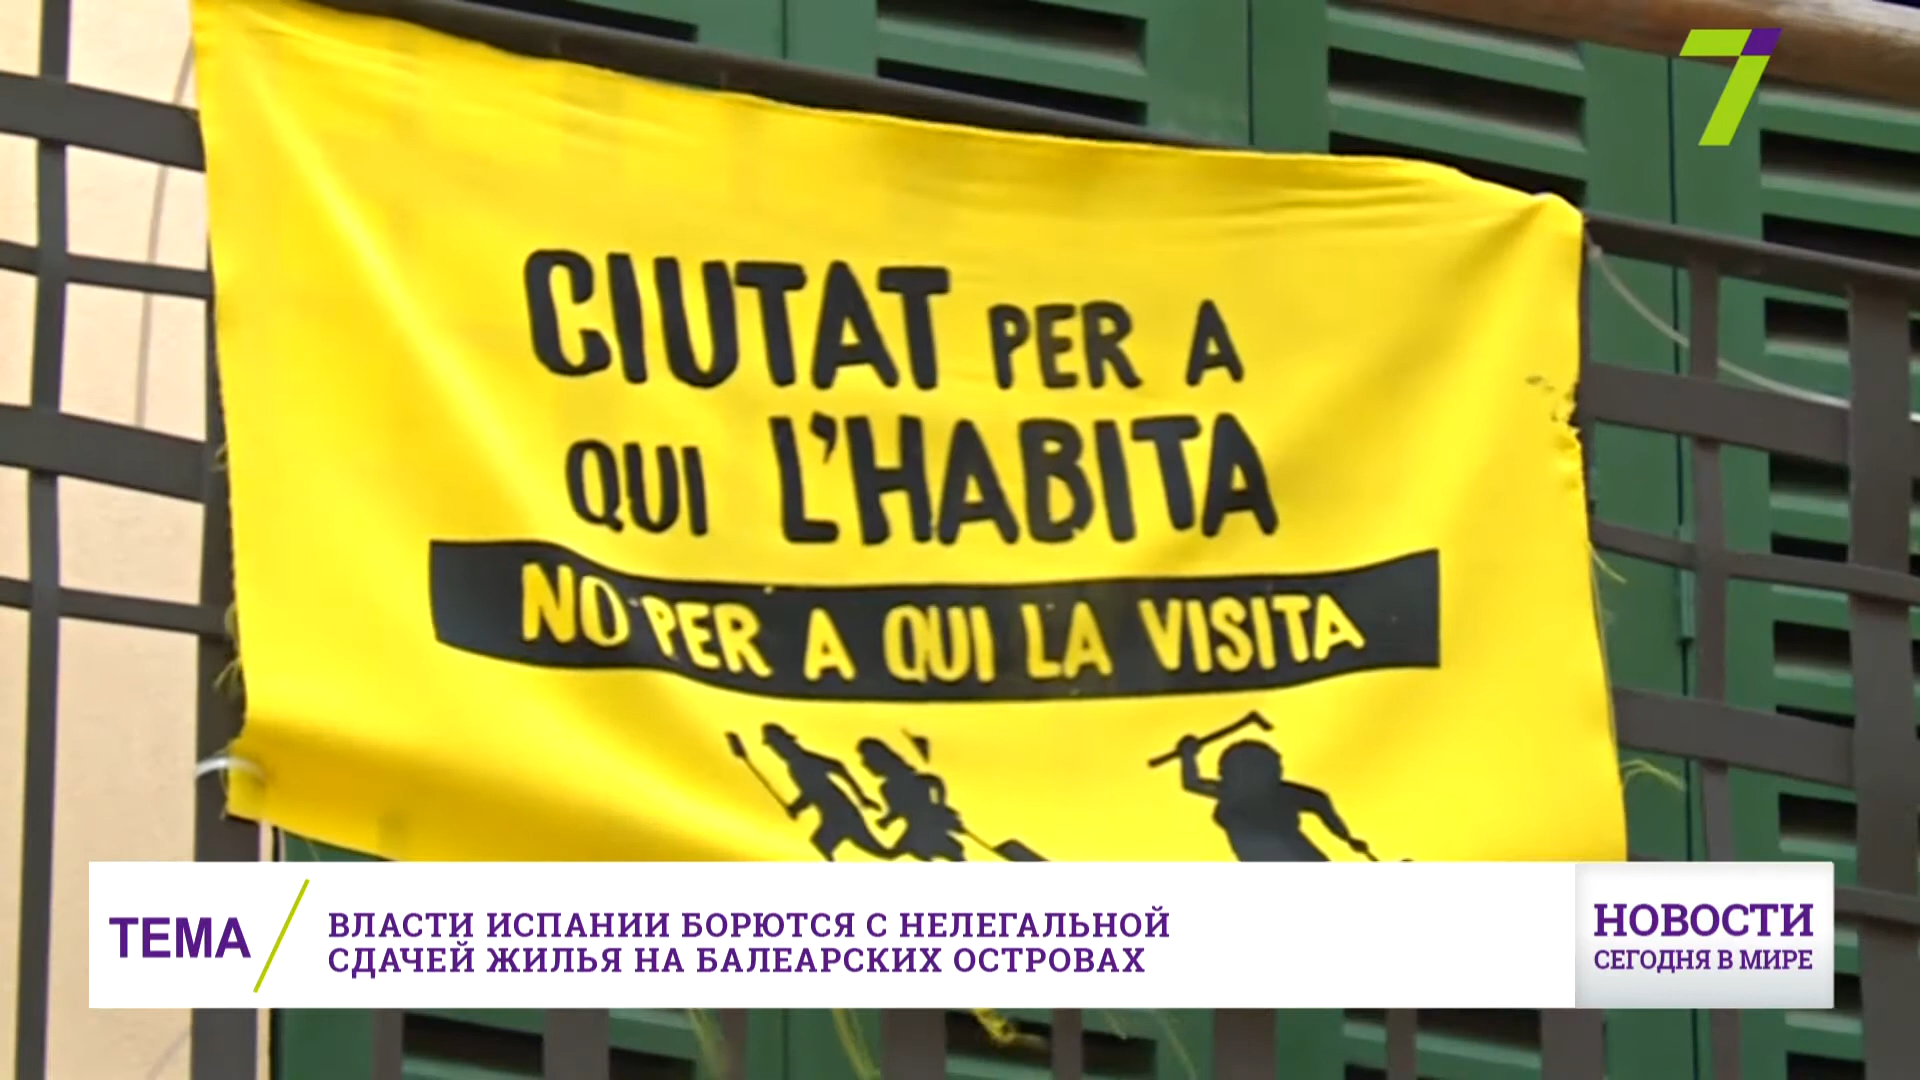 7
CIUTAT PER A
QUI L'HABITA
NO PER A QUI LA VISITA
ТЕМА
ВЛАСТИ ИСПАНИИ БОРЮТСЯ С НЕЛЕГАЛЬНОЙ
СДАЧЕЙ ЖИЛЬЯ НА БАЛЕАРСКИХ ОСТРОВАХ
НОВОСТИ
СЕГОДНЯ В МИРЕ